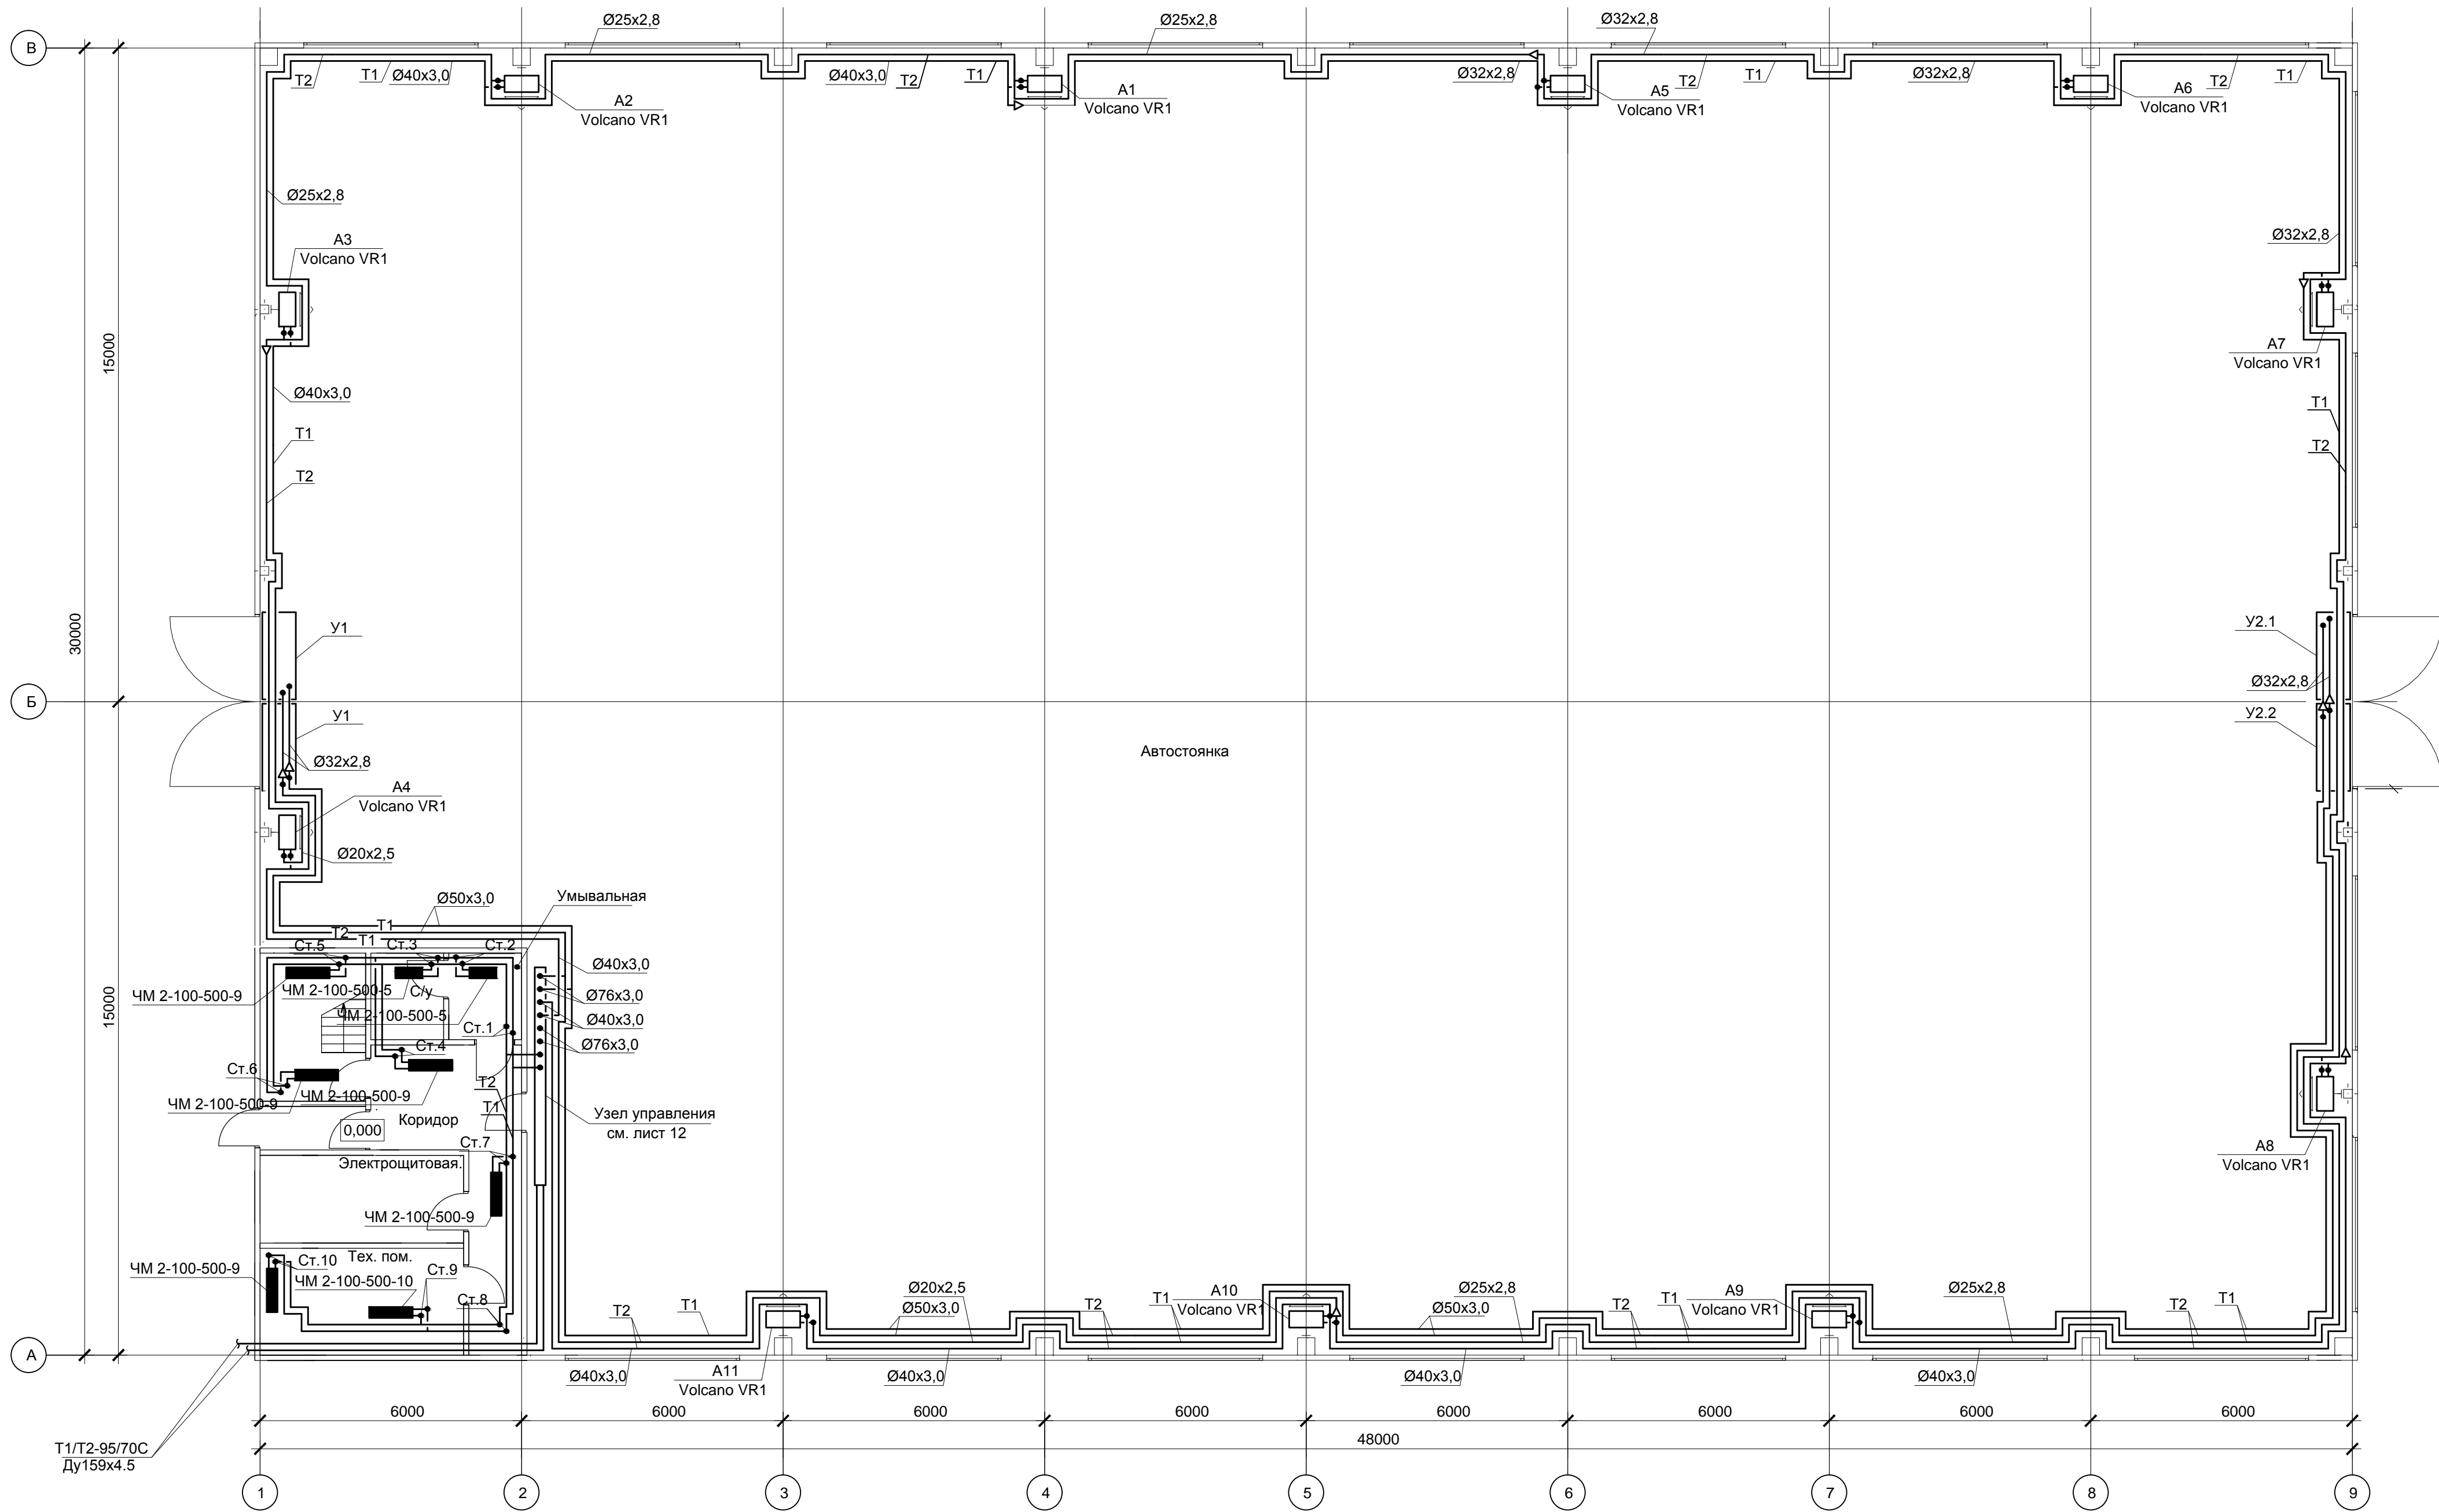 Ø25x2,8
Ø25x2,8
Ø32x2,8
В
Т2
Т1
Ø40x3,0
Ø40x3,0
Т2
Т1
Ø32x2,8
Т2
Т1
Ø32x2,8
Т2
Т1
А2
Volcano VR1
А1
Volcano VR1
А5
Volcano VR1
А6
Volcano VR1
Ø25x2,8
А3
Volcano VR1
Ø32x2,8
15000
А7
Volcano VR1
Ø40x3,0
Т1
Т2
Т1
Т2
30000
У1
У2.1
Б
Ø32x2,8
У1
У2.2
Автостоянка
Ø32x2,8
А4
Volcano VR1
Ø20x2,5
Ø50x3,0
Умывальная
Т1
Т2
Т1
Ст.5
Ст.3
Ст.2
Ø40x3,0
ЧМ 2-100-500-9
ЧМ 2-100-500-5
С/у
Ø76x3,0
15000
ЧМ 2-100-500-5
Ø40x3,0
Ст.1
Ст.4
Ø76x3,0
Ст.6
Т2
ЧМ 2-100-500-9
ЧМ 2-100-500-9
Т1
Коридор
0,000
Узел управления
см. лист 12
Ст.7
Электрощитовая.
А8
Volcano VR1
ЧМ 2-100-500-9
Тех. пом.
Ст.10
ЧМ 2-100-500-9
ЧМ 2-100-500-10
Ст.9
Ст.8
Т2
Т1
Ø20x2,5
Ø50x3,0
Т2
Т1
А10
Volcano VR1
Ø25x2,8
Ø50x3,0
Т2
Т1
А9
Volcano VR1
Ø25x2,8
Т2
Т1
А
Ø40x3,0
А11
Volcano VR1
Ø40x3,0
Ø40x3,0
Ø40x3,0
6000
6000
6000
6000
6000
6000
6000
6000
48000
Т1/Т2-95/70С
Ду159х4.5
1
2
3
4
5
6
7
8
9